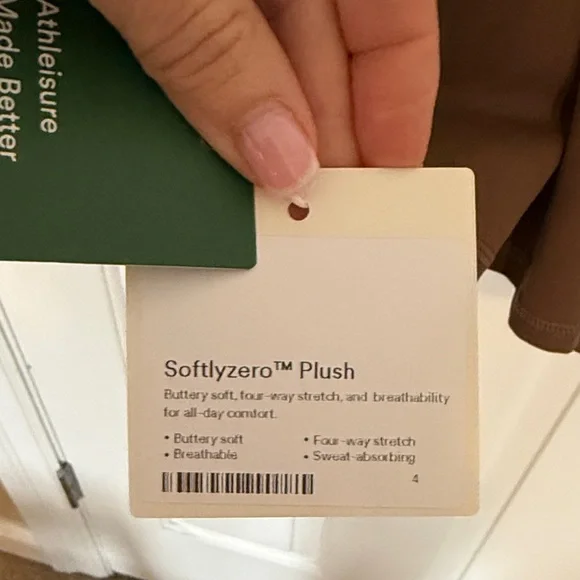 Athleisure
Made Better
Softlyzero™ Plush
Buttery soft, four-way stretch, and breathability
for all-day comfort.
• Buttery soft
• Four-way stretch
• Breathable
• Sweat-absorbing
4